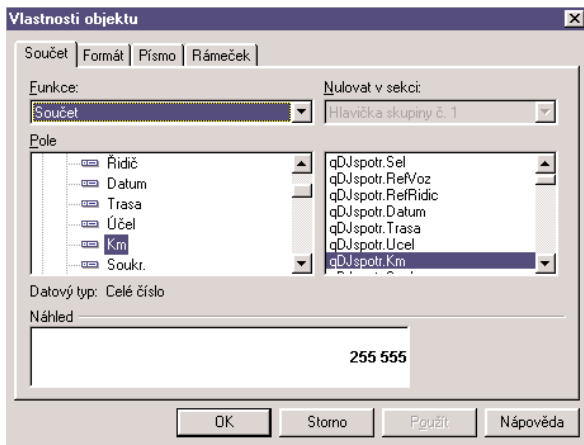 Vlastnosti objektu
Součet Formát Písmo Rámeček
Funkce: Nulovat v sekci:
Součet Hlavička skupiny č. 1
Pole
Řidič
Datum
Trasa
Účel
Km
Soukr.
qDJspotr.Sel
qDJspotr.RefVoz
qDJspotr.RefRidic
qDJspotr.Datum
qDJspotr.Trasa
qDJspotr.Ucel
qDJspotr.Km
Datový typ: Celé číslo
Náhled
255 555
OK Storno Použít Nápověda